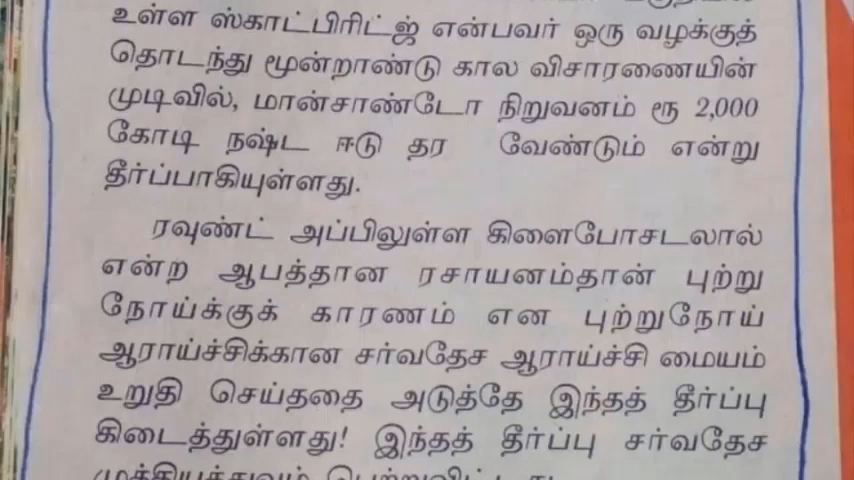 உள்ள ஸ்காட்பிரிட்ஜ் என்பவர் ஒரு வழக்குத்
தொடந்து மூன்றாண்டு கால விசாரணையின்
முடிவில், மான்சாண்டோ நிறுவனம் ரூ 2,000
கோடி நஷ்ட ஈடு தர வேண்டும் என்று
தீர்ப்பாகியுள்ளது.
ரவுண்ட் அப்பிலுள்ள கிளைபோசடலால்
என்ற ஆபத்தான ரசாயனம்தான் புற்று
நோய்க்குக் காரணம் என புற்றுநோய்
ஆராய்ச்சிக்கான சர்வதேச ஆராய்ச்சி மையம்
உறுதி செய்ததை அடுத்தே இந்தத் தீர்ப்பு
கிடைத்துள்ளது! இந்தத் தீர்ப்பு சர்வதேச